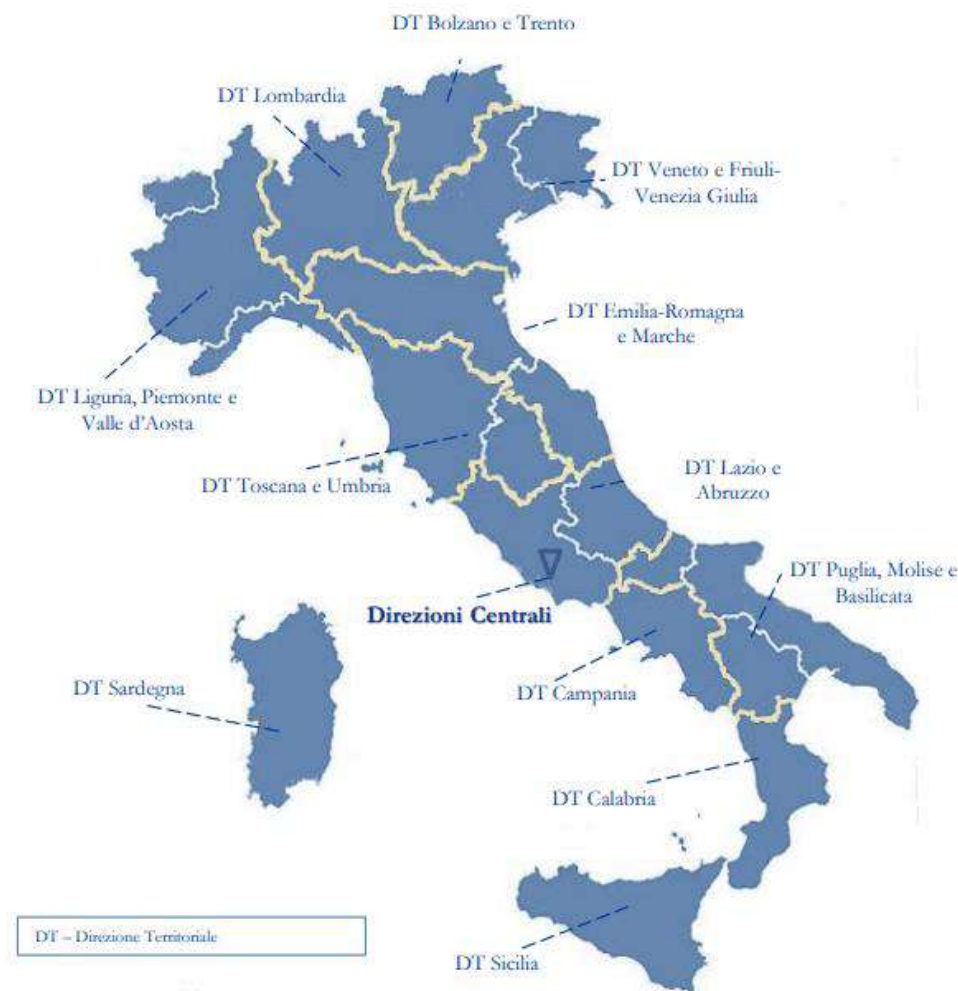 DT Bolzano e Trento
DT Lombardia
DT Veneto e Friuli-
Venezia Giulia
DT Emilia-Romagna
e Marche
DT Liguria, Piemonte e
Valle d'Aosta
DT Toscana e Umbria
DT Lazio e
Abruzzo
DT Puglia, Molise e
Basilicata
Direzioni Centrali
DT Sardegna
DT Campania
DT Calabria
DT – Direzione Territoriale
DT Sicilia